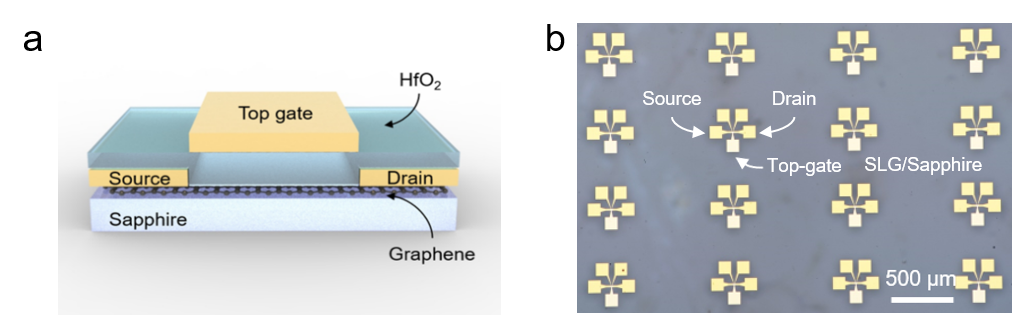 a
HfO₂
Top gate
Source
Drain
Sapphire
Graphene
b
Source
Drain
Top-gate
SLG/Sapphire
500 μm